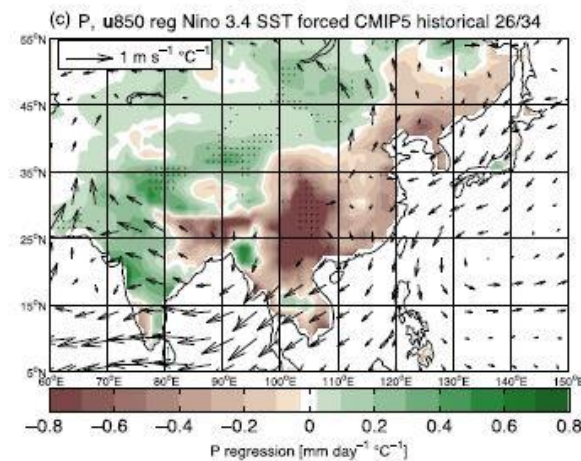 (c) P, u850 reg Nino 3.4 SST forced CMIP5 historical 26/34
55°N
1 m s⁻¹ °C⁻¹
45°N
35°N
25°N
15°N
5°N
60°E 70°E 80°E 90°E 100°E 110°E 120°E 130°E 140°E 150°E
−0.8 −0.6 −0.4 −0.2 0 0.2 0.4 0.6 0.8
P regression [mm day⁻¹ °C⁻¹]